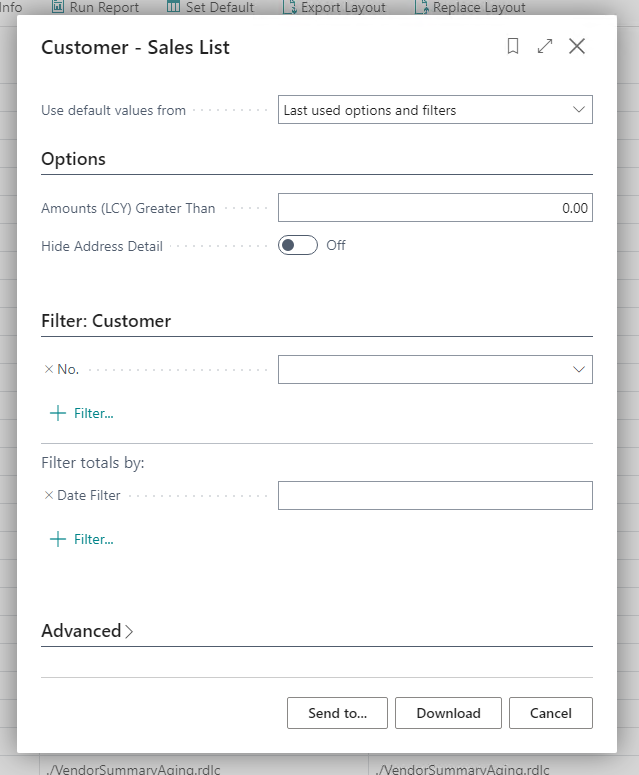 nfo Run Report Set Default Export Layout Replace Layout
Customer - Sales List
Use default values from Last used options and filters
Options
Amounts (LCY) Greater Than 0.00
Hide Address Detail Off
Filter: Customer
No.
Filter...
Filter totals by:
Date Filter
Filter...
Advanced
Send to... Download Cancel
./VendorSummaryAging.rdlc ./VendorSummaryAging.rdlc